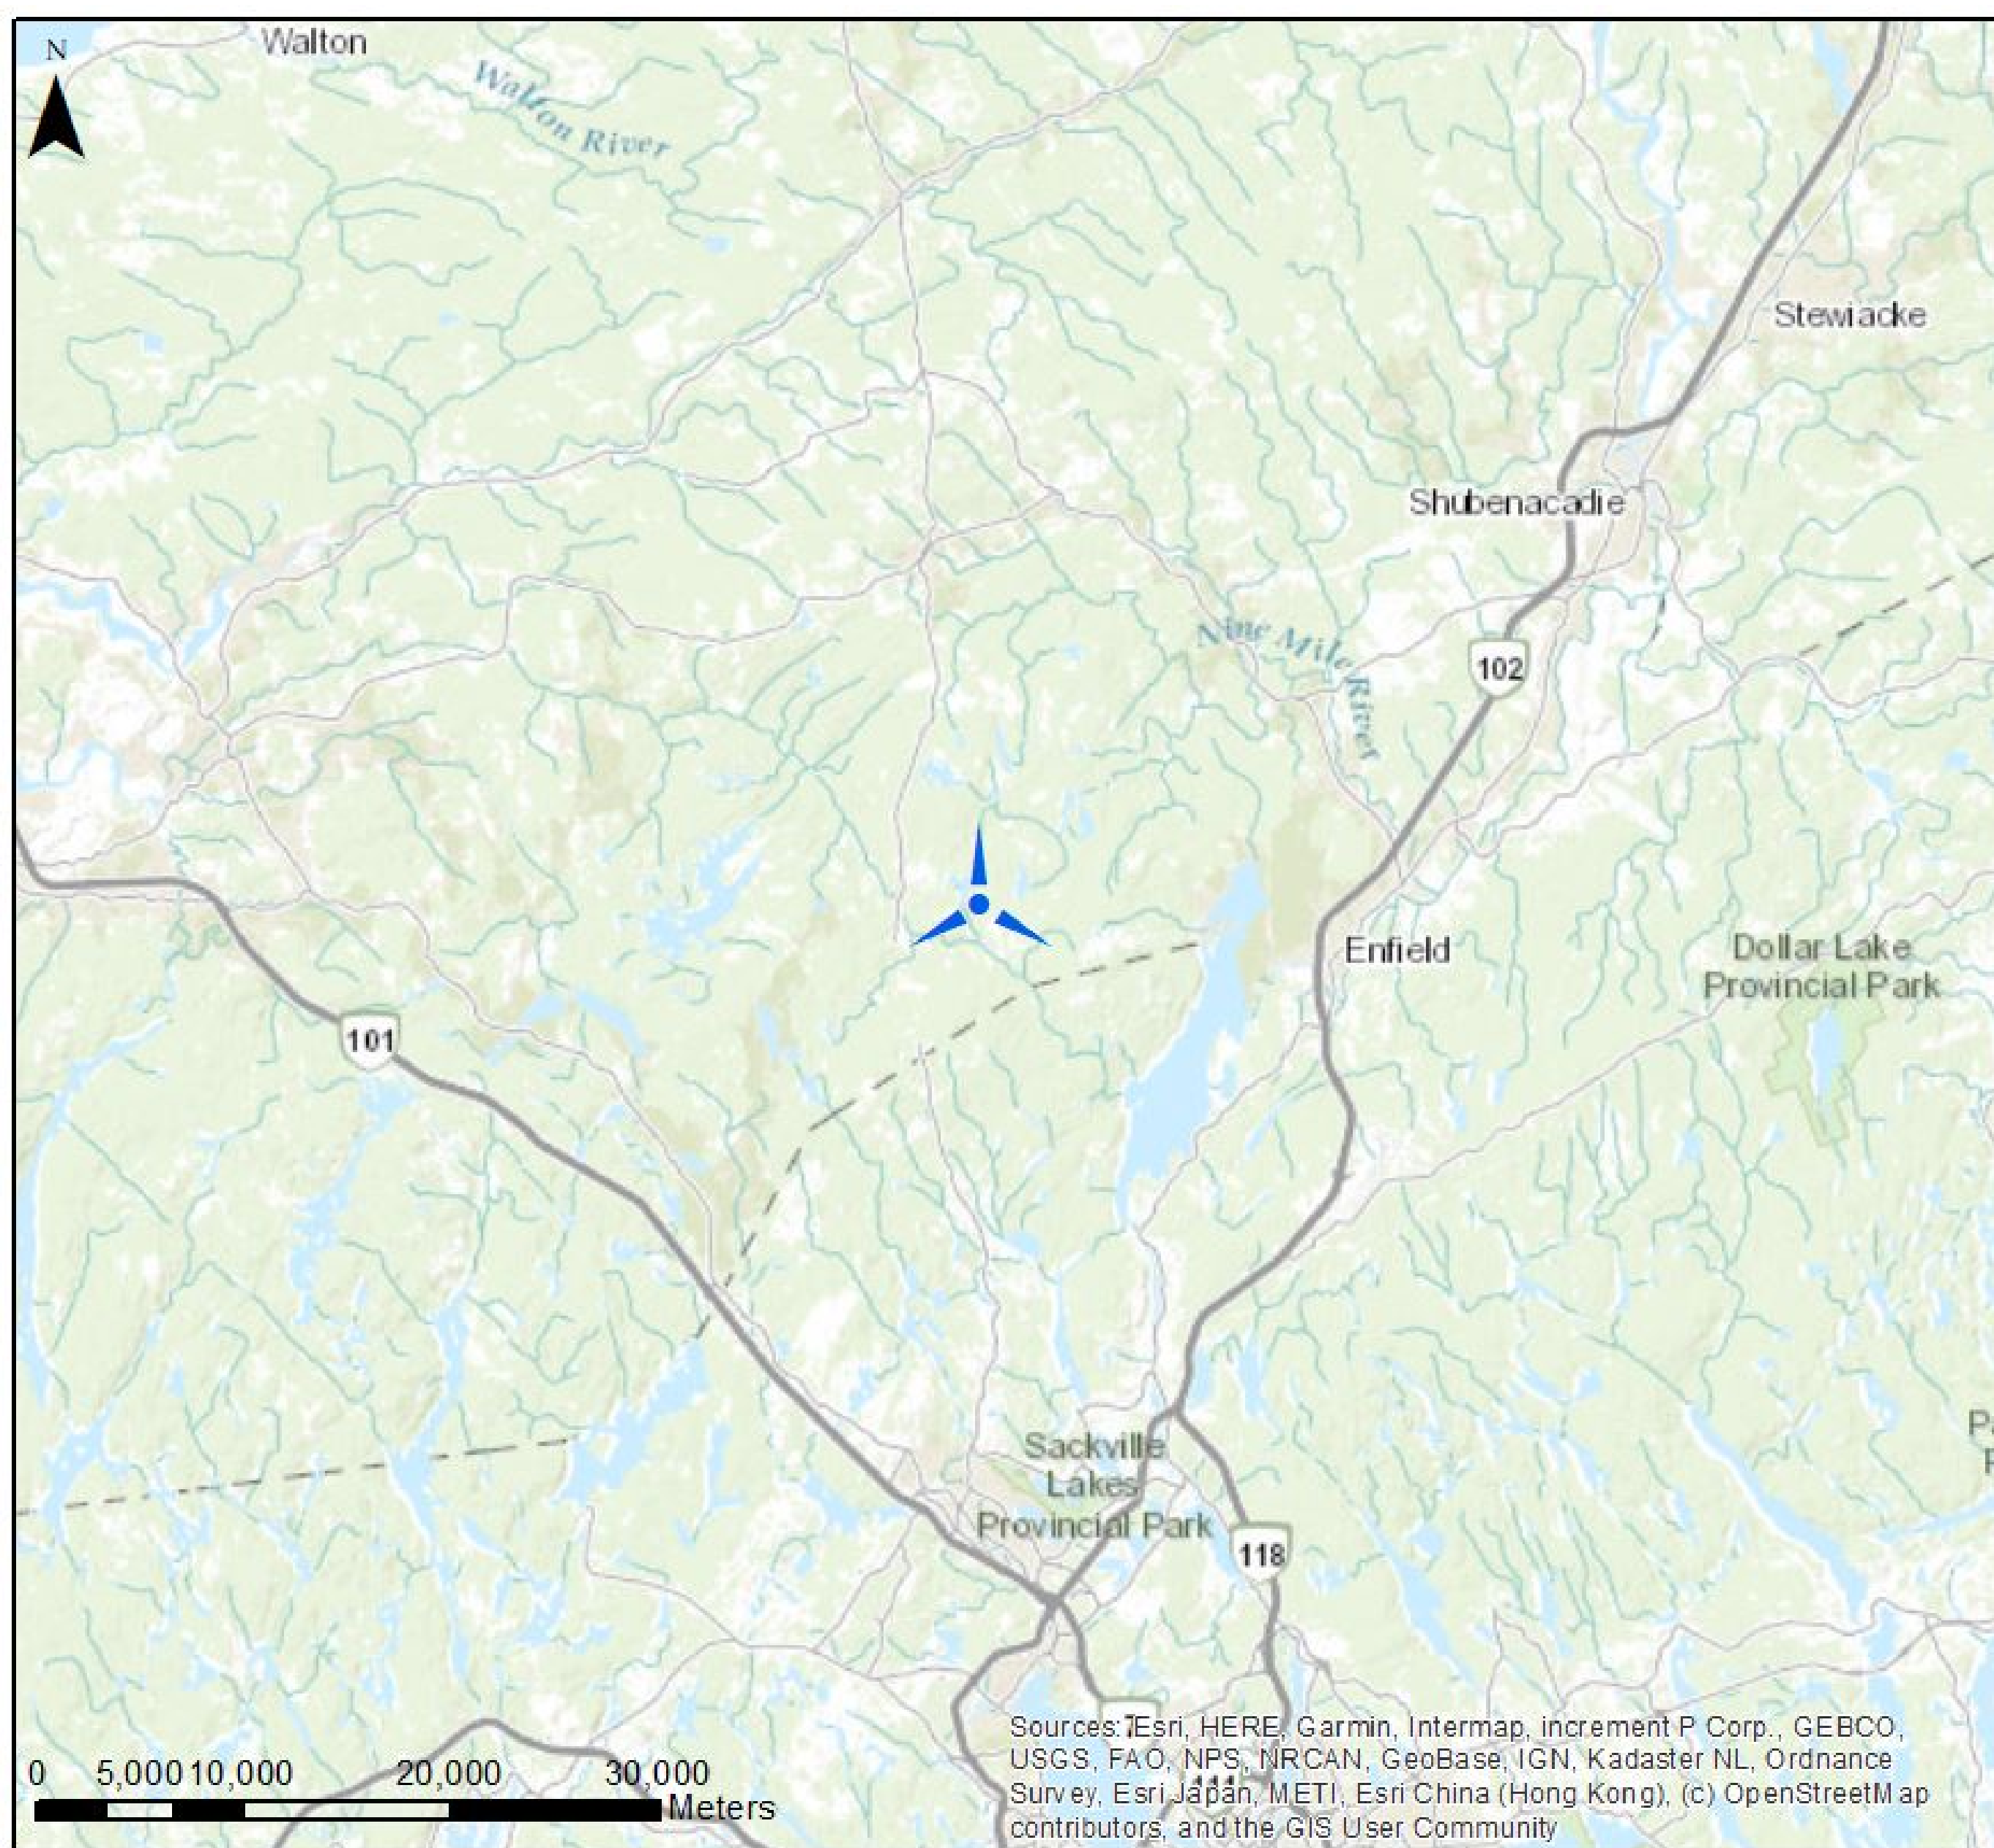 N
Walton
Walton River
Stewiacke
Shubenacadie
Nine Mile River
102
Enfield
Dollar Lake
Provincial Park
101
Sackville
Lakes
Provincial Park
118
0 5,000 10,000 20,000 30,000
Meters
Sources: Esri, HERE, Garmin, Intermap, increment P Corp., GEBCO,
USGS, FAO, NPS, NRCAN, GeoBase, IGN, Kadaster NL, Ordnance
Survey, Esri Japan, METI, Esri China (Hong Kong), (c) OpenStreetMap
contributors, and the GIS User Community